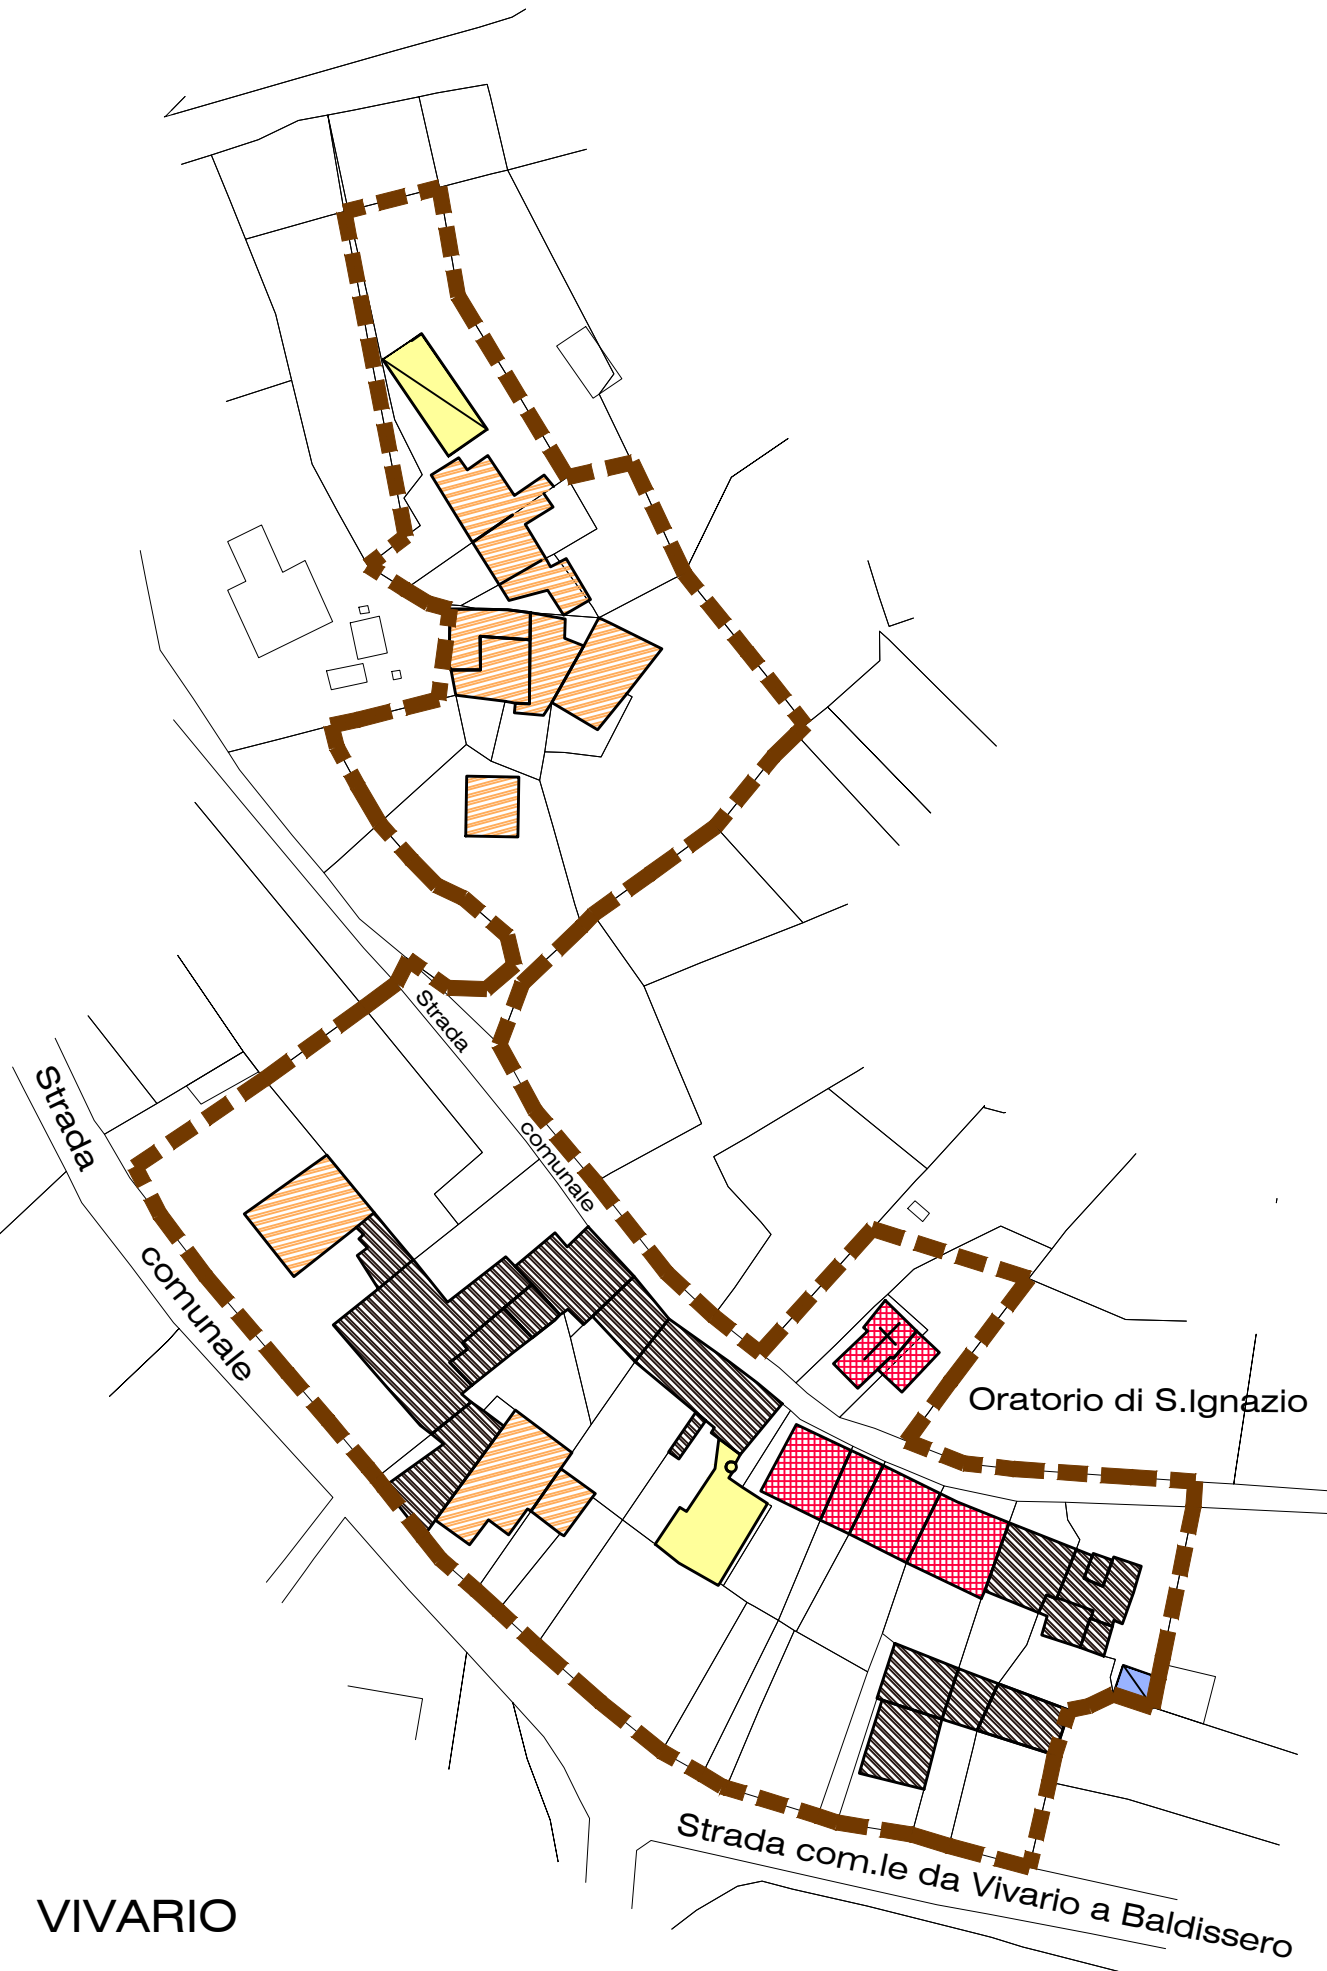 Strada
comunale
Strada
comunale
Oratorio di S.Ignazio
Strada com.le da Vivario a Baldissero
VIVARIO